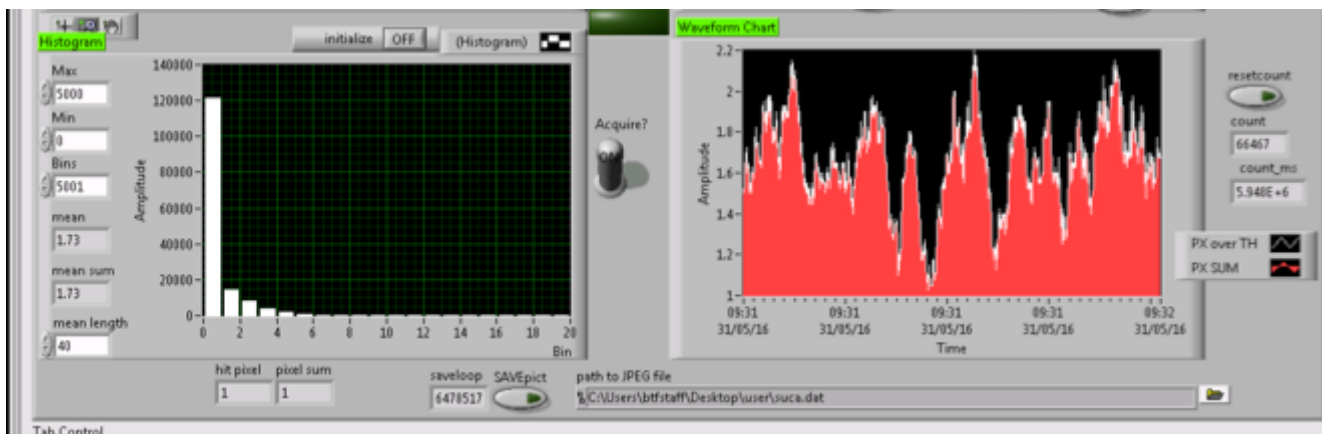 Histogram
initialize OFF (Histogram)
Max
5000
Min
0
Bins
5001
mean
1.73
mean sum
1.73
mean length
40
Amplitude
140000
120000
100000
80000
60000
40000
20000
0
0 2 4 6 8 10 12 14 16 18 20
Bin
Acquire?
ON
Waveform Chart
Amplitude
2.2
2
1.8
1.6
1.4
1.2
1
09:31 09:31 09:31 09:31 09:32
31/05/16 31/05/16 31/05/16 31/05/16 31/05/16
Time
resetcount
count
66467
count_ms
5.948E+6
PX over TH
PX SUM
hit pixel pixel sum
1 1
saveloop SAVEpict
6478517
path to JPEG file
C:\Users\btfstaff\Desktop\user\suca.dat
Tab Control